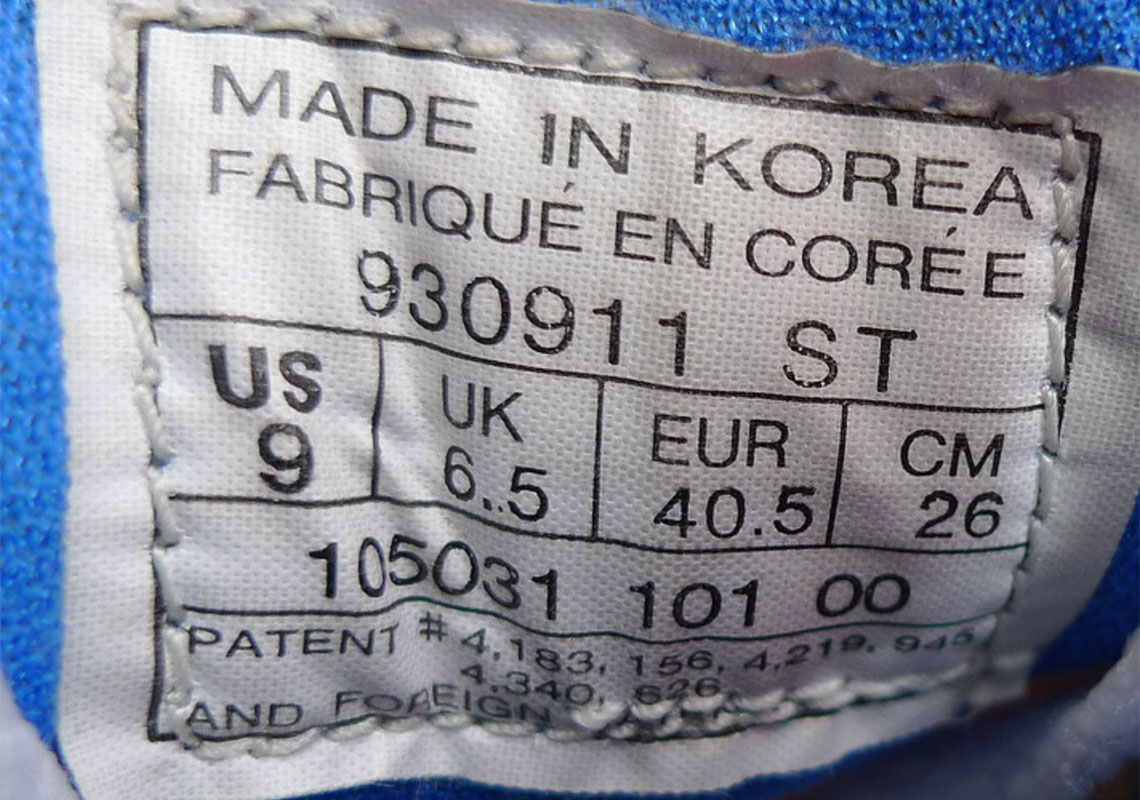 MADE IN KOREA
FABRIQUÉ EN CORÉE
930911 ST
US UK EUR CM
9 6.5 40.5 26
105031 101 00
PATENT # 4,183, 156, 4,219, 945,
4,340, 626,
AND FOREIGN